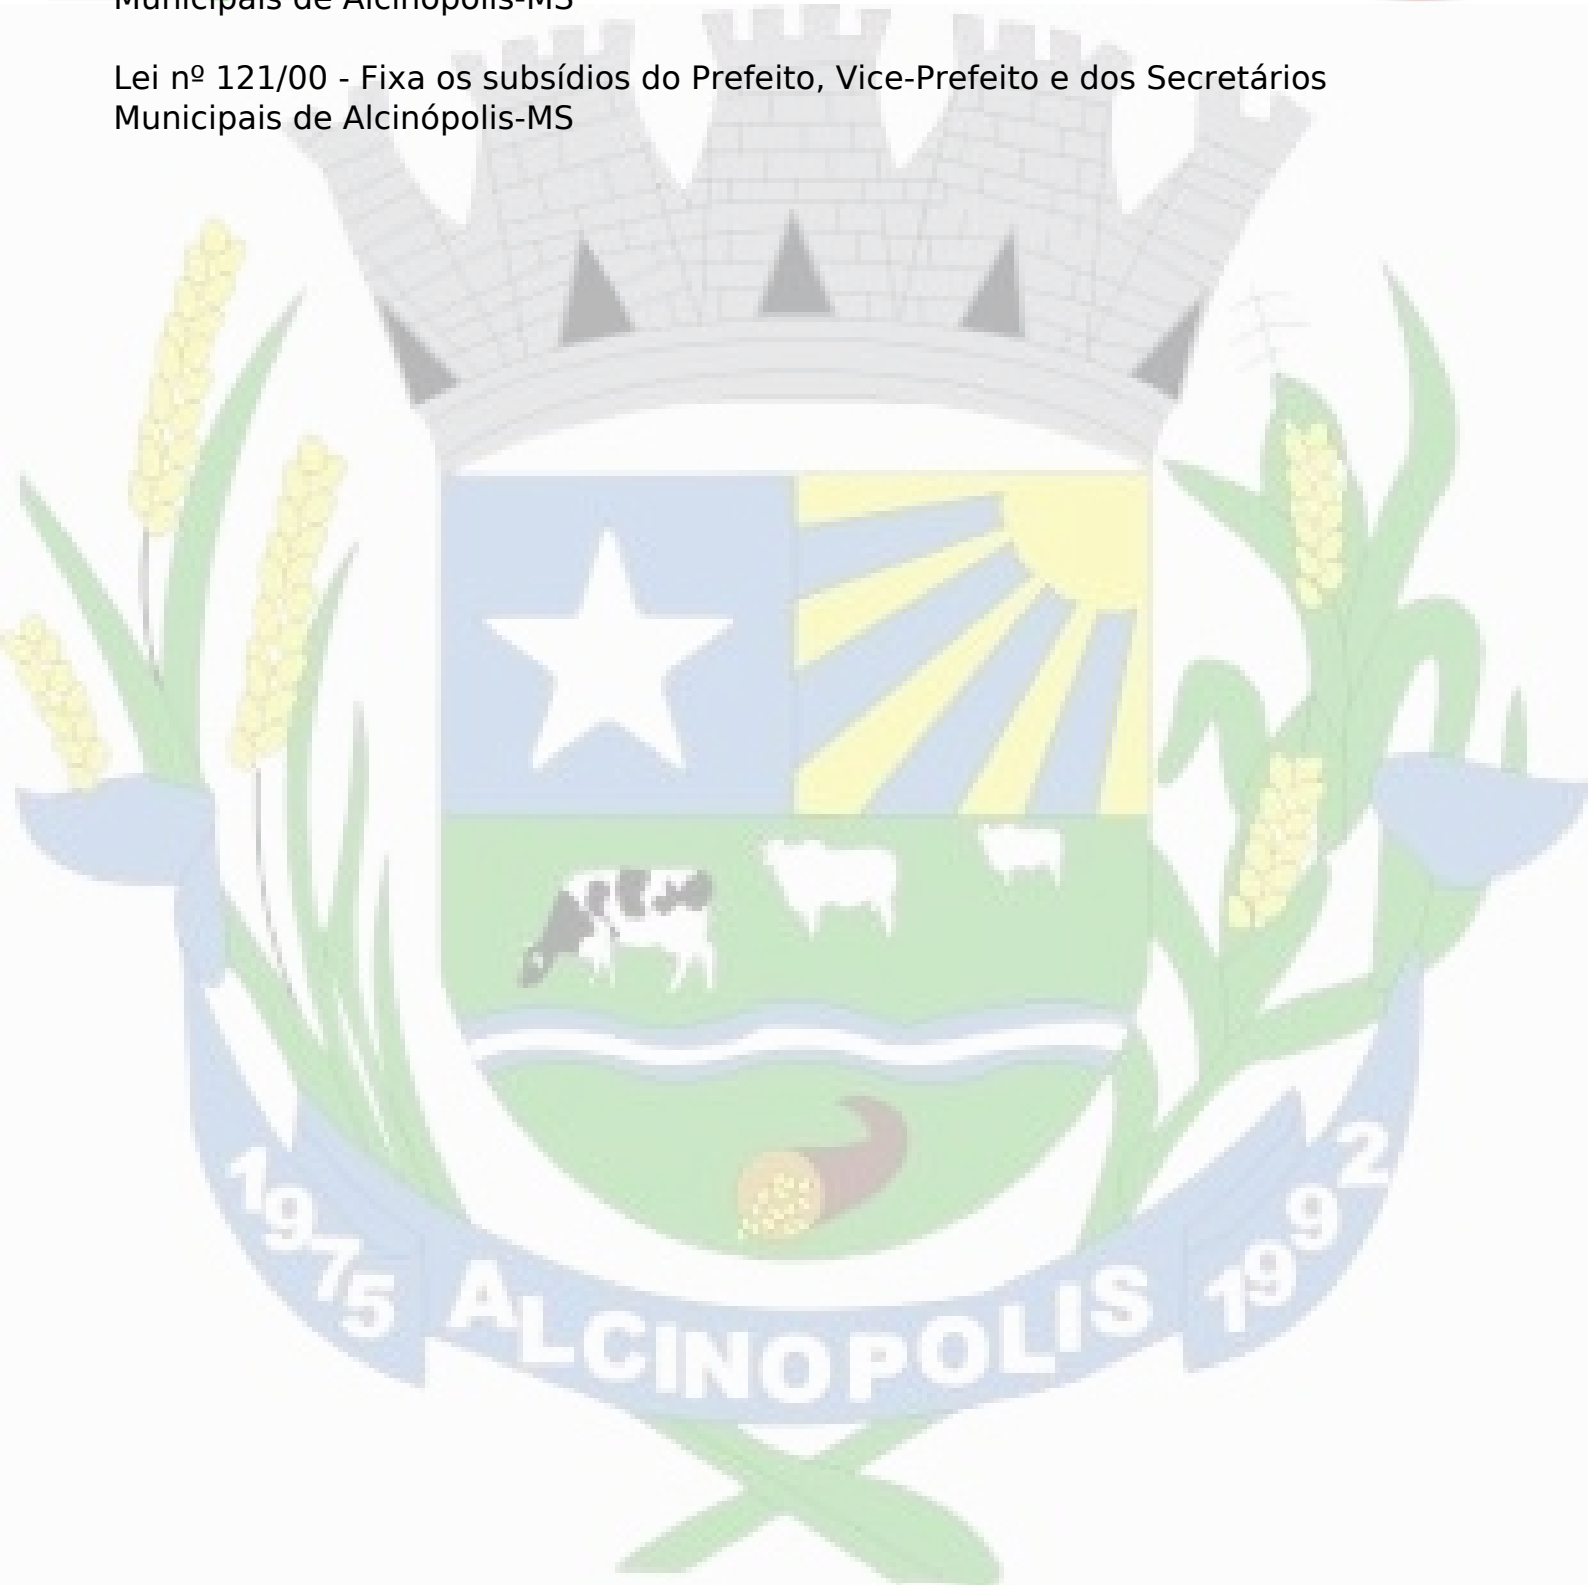 Municipais de Alcinópolis-MS
Lei nº 121/00 - Fixa os subsídios do Prefeito, Vice-Prefeito e dos Secretários
Municipais de Alcinópolis-MS
1975 ALCINOPOLIS 1992